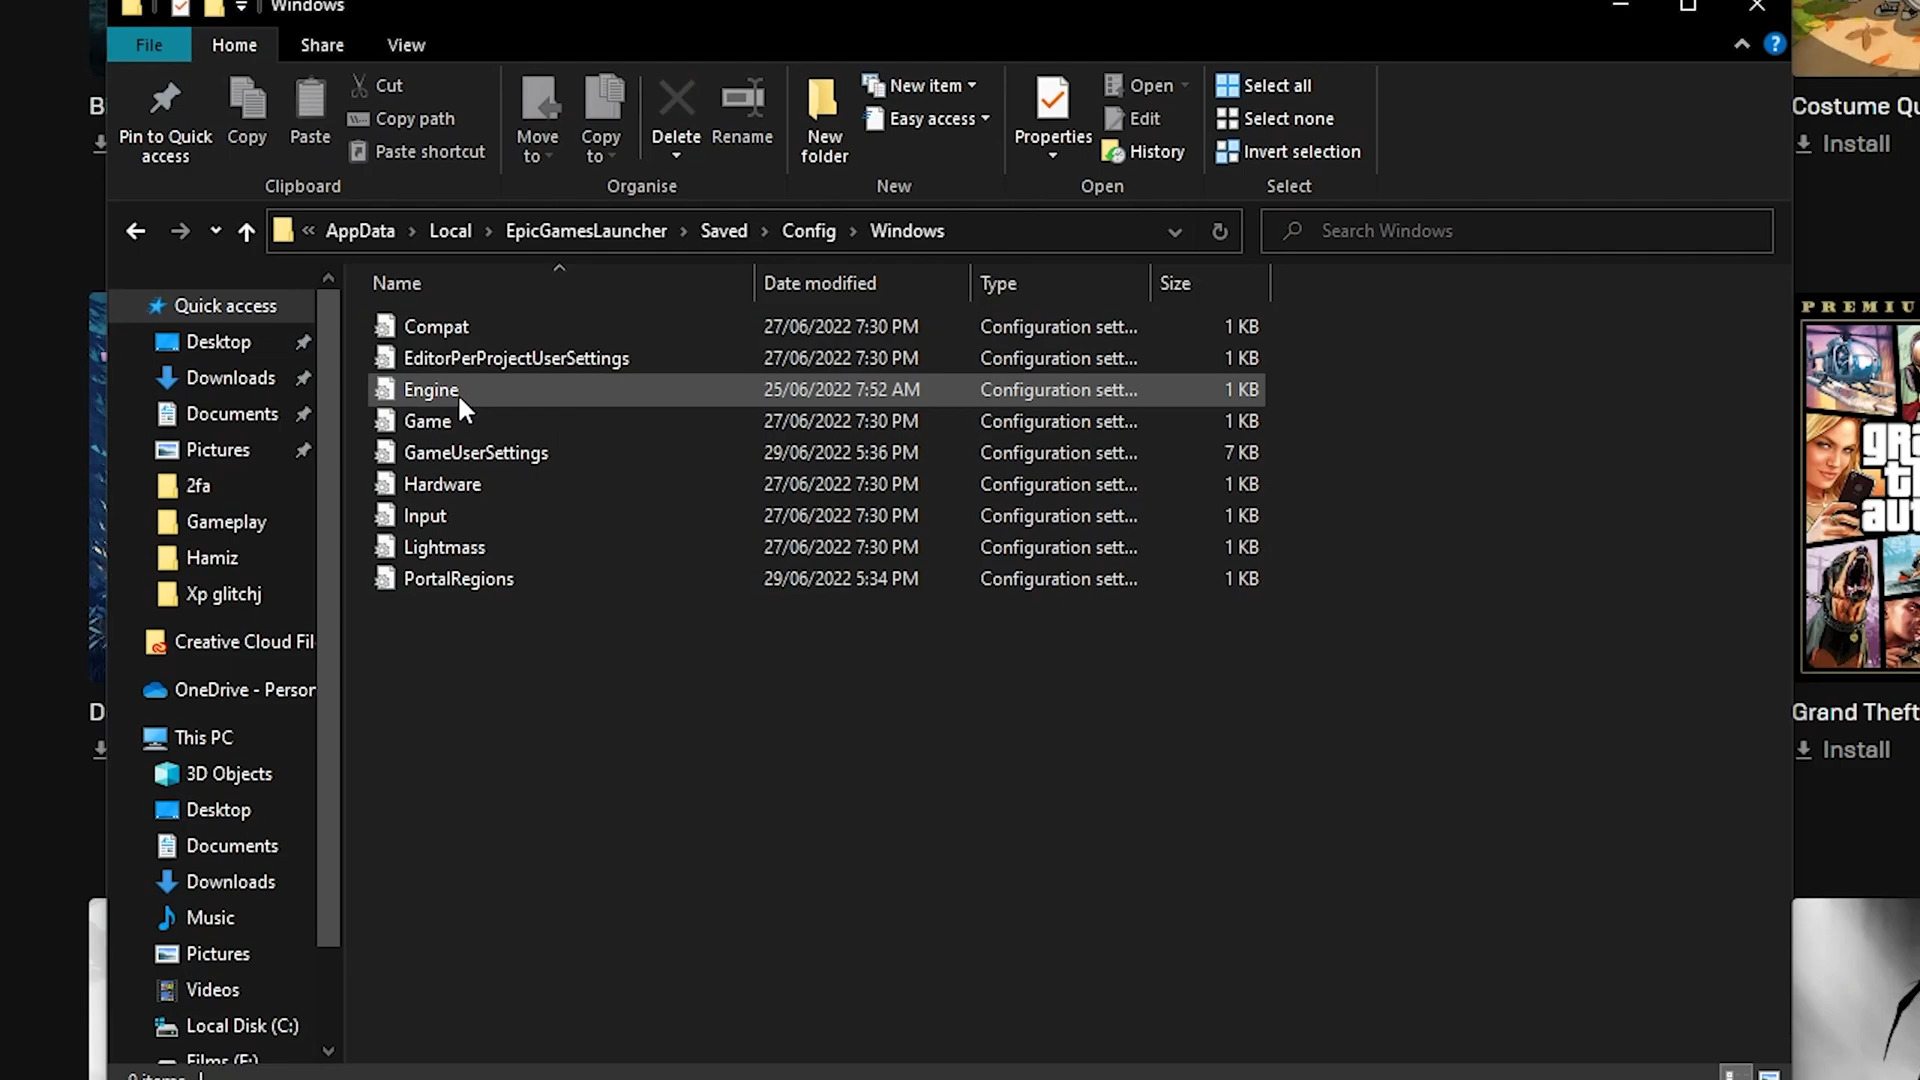 Windows
File Home Share View
Pin to Quick access
Copy
Paste
Cut
Copy path
Paste shortcut
Clipboard
Move to
Copy to
Delete
Rename
Organise
New folder
New item
Easy access
New
Properties
Open
Edit
History
Open
Select all
Select none
Invert selection
Select
« AppData › Local › EpicGamesLauncher › Saved › Config › Windows
Search Windows
Name Date modified Type Size
Compat 27/06/2022 7:30 PM Configuration sett... 1 KB
EditorPerProjectUserSettings 27/06/2022 7:30 PM Configuration sett... 1 KB
Engine 25/06/2022 7:52 AM Configuration sett... 1 KB
Game 27/06/2022 7:30 PM Configuration sett... 1 KB
GameUserSettings 29/06/2022 5:36 PM Configuration sett... 7 KB
Hardware 27/06/2022 7:30 PM Configuration sett... 1 KB
Input 27/06/2022 7:30 PM Configuration sett... 1 KB
Lightmass 27/06/2022 7:30 PM Configuration sett... 1 KB
PortalRegions 29/06/2022 5:34 PM Configuration sett... 1 KB
Quick access
Desktop
Downloads
Documents
Pictures
2fa
Gameplay
Hamiz
Xp glitchj
Creative Cloud Fil
OneDrive - Person
This PC
3D Objects
Desktop
Documents
Downloads
Music
Pictures
Videos
Local Disk (C:)
B
D
Costume Qu
Install
PREMIU
Grand Theft
Install